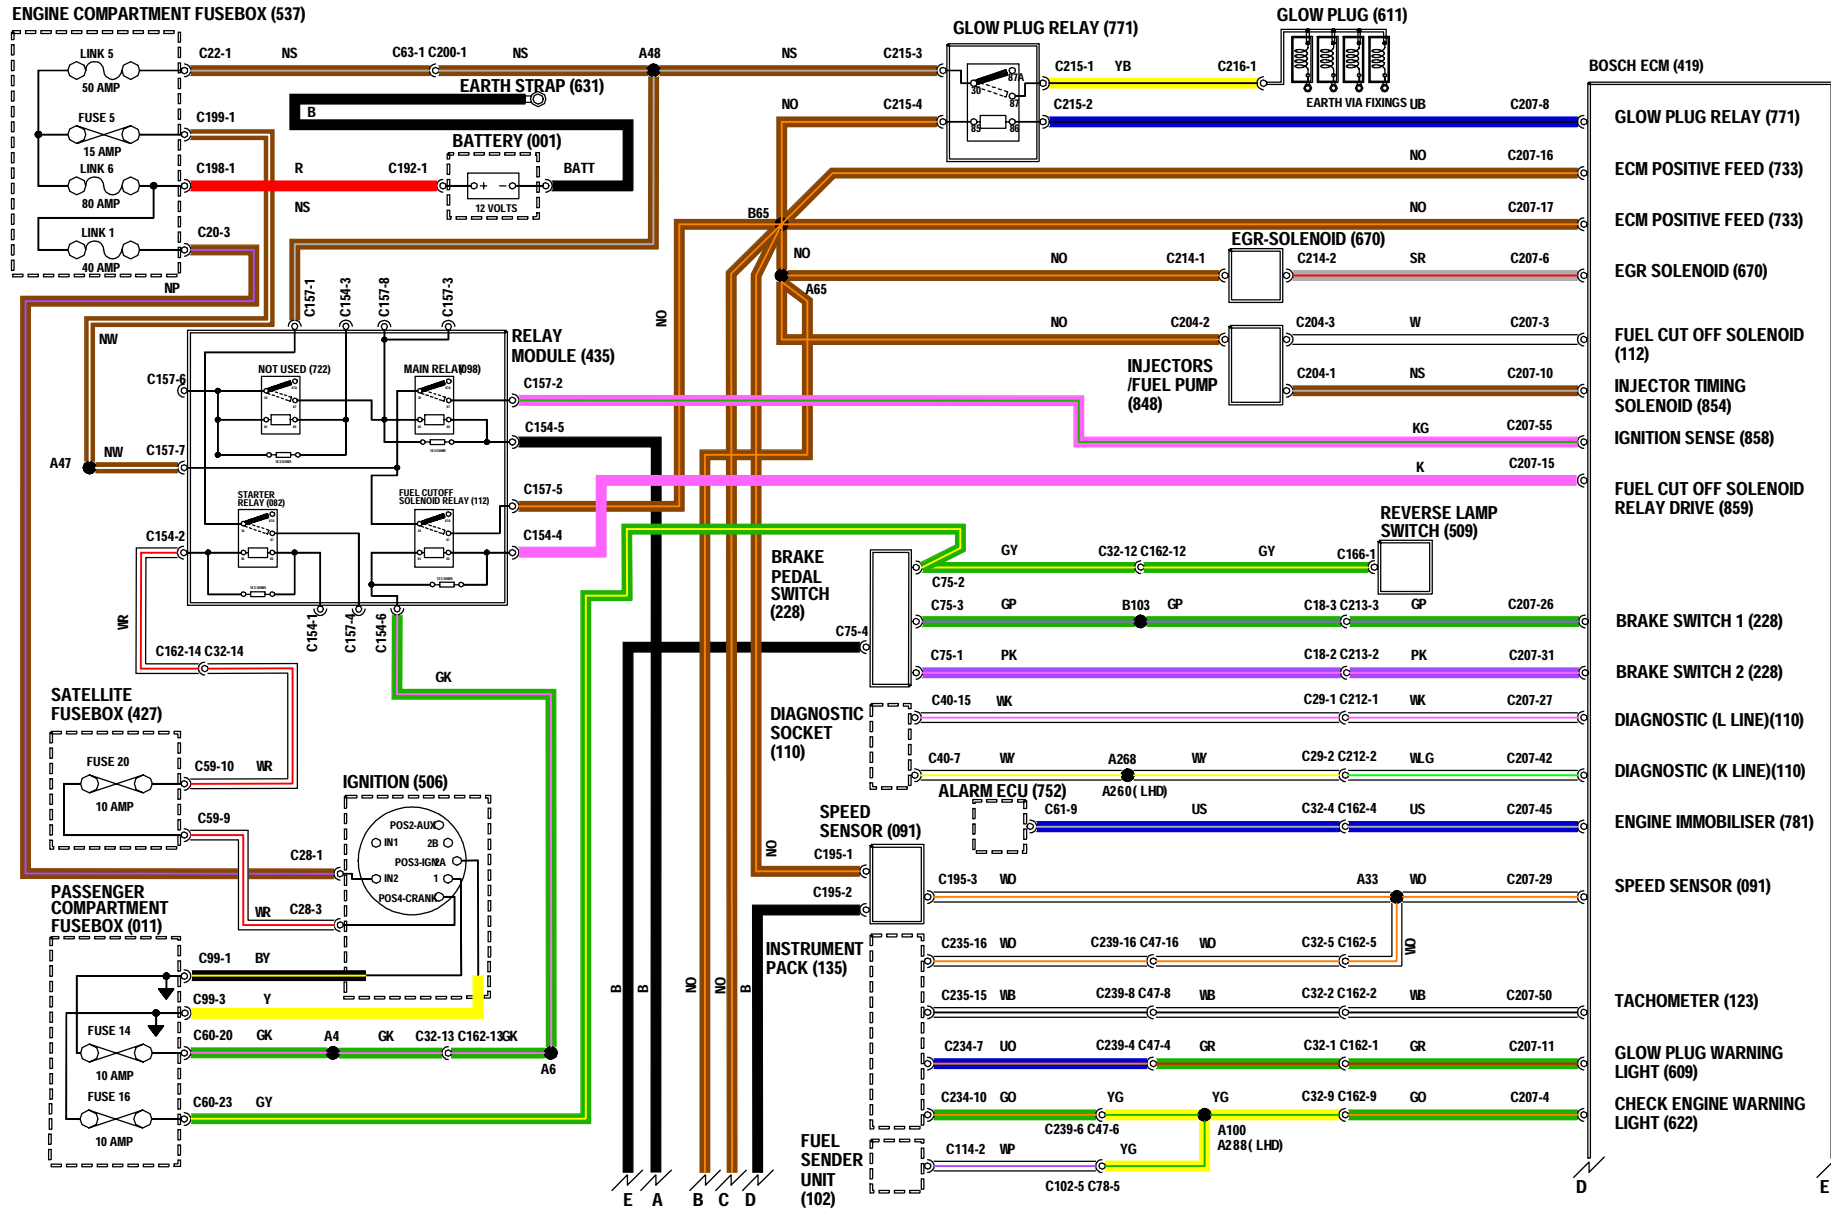 ENGINE COMPARTMENT FUSEBOX (537)
LINK 5
50 AMP
FUSE 5
15 AMP
LINK 6
80 AMP
LINK 1
40 AMP
C22-1
NS
C63-1 C200-1
NS
A48
NS
C215-3
C199-1
C198-1
R
C192-1
NS
C20-3
NP
EARTH STRAP (631)
B
BATTERY (001)
+ -
12 VOLTS
BATT
GLOW PLUG RELAY (771)
87A
30
87
85
86
NO
C215-4
C215-1
YB
C216-1
C215-2
GLOW PLUG (611)
EARTH VIA FIXINGS
UB
C207-8
BOSCH ECM (419)
GLOW PLUG RELAY (771)
NO
C207-16
ECM POSITIVE FEED (733)
B65
NO
C207-17
ECM POSITIVE FEED (733)
NO
A65
NO
C214-1
EGR-SOLENOID (670)
C214-2
SR
C207-6
EGR SOLENOID (670)
NO
C204-2
C204-3
W
C207-3
FUEL CUT OFF SOLENOID
(112)
INJECTORS
/FUEL PUMP
(848)
C204-1
NS
C207-10
INJECTOR TIMING
SOLENOID (854)
NW
C157-1
C154-3
C157-8
C157-3
NO
RELAY
MODULE (435)
NOT USED (722)
MAIN RELAY(098)
C157-6
C157-2
KG
C207-55
IGNITION SENSE (858)
C154-5
A47
NW
C157-7
K
C207-15
FUEL CUT OFF SOLENOID
RELAY DRIVE (859)
STARTER
RELAY (082)
FUEL CUTOFF
SOLENOID RELAY (112)
C157-5
C154-2
C154-4
C154-1
C157-4
C154-6
WR
C162-14 C32-14
GK
BRAKE
PEDAL
SWITCH
(228)
C75-2
GY
C32-12 C162-12
GY
C166-1
REVERSE LAMP
SWITCH (509)
C75-3
GP
B103
GP
C18-3 C213-3
GP
C207-26
BRAKE SWITCH 1 (228)
C75-4
C75-1
PK
C18-2 C213-2
PK
C207-31
BRAKE SWITCH 2 (228)
SATELLITE
FUSEBOX (427)
FUSE 20
10 AMP
C59-10
WR
C59-9
DIAGNOSTIC
SOCKET
(110)
C40-15
WK
C29-1 C212-1
WK
C207-27
DIAGNOSTIC (L LINE)(110)
C40-7
WY
A268
A260( LHD)
WY
C29-2 C212-2
WLG
C207-42
DIAGNOSTIC (K LINE)(110)
ALARM ECU (752)
C61-9
US
C32-4 C162-4
US
C207-45
ENGINE IMMOBILISER (781)
IGNITION (506)
POS2-AUX
IN1
2B
POS3-IGN
2A
IN2
1
POS4-CRANK
C28-1
WR
C28-3
SPEED
SENSOR (091)
NO
C195-1
C195-2
C195-3
WO
A33
WO
C207-29
SPEED SENSOR (091)
PASSENGER
COMPARTMENT
FUSEBOX (011)
C99-1
BY
C99-3
Y
FUSE 14
10 AMP
C60-20
GK
A4
GK
C32-13 C162-13
GK
A6
FUSE 16
10 AMP
C60-23
GY
INSTRUMENT
PACK (135)
C235-16
WO
C239-16 C47-16
WO
C32-5 C162-5
WO
C235-15
WB
C239-8 C47-8
WB
C32-2 C162-2
WB
C207-50
TACHOMETER (123)
C234-7
UO
C239-4 C47-4
GR
C32-1 C162-1
GR
C207-11
GLOW PLUG WARNING
LIGHT (609)
C234-10
GO
YG
C239-6 C47-6
YG
A100
A288( LHD)
C32-9 C162-9
GO
C207-4
CHECK ENGINE WARNING
LIGHT (622)
FUEL
SENDER
UNIT
(102)
C114-2
WP
YG
C102-5 C78-5
B
B
NO
NO
B
E
A
B
C
D
D
E